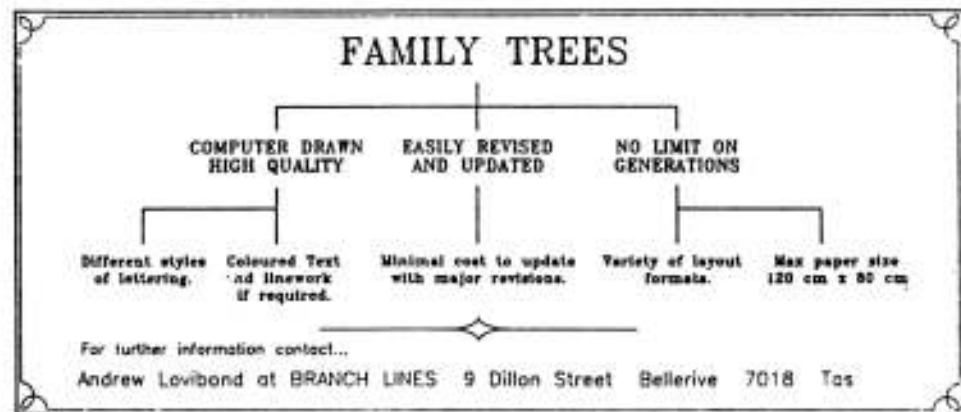 FAMILY TREES
COMPUTER DRAWN
HIGH QUALITY
EASILY REVISED
AND UPDATED
NO LIMIT ON
GENERATIONS
Different styles
of lettering.
Coloured Text
nd linework
if required.
Minimal cost to update
with major revisions.
Variety of layout
formats.
Max paper size
120 cm x 80 cm
For further information contact...
Andrew Lovibond at BRANCH LINES 9 Dillon Street Bellerive 7018 Tas